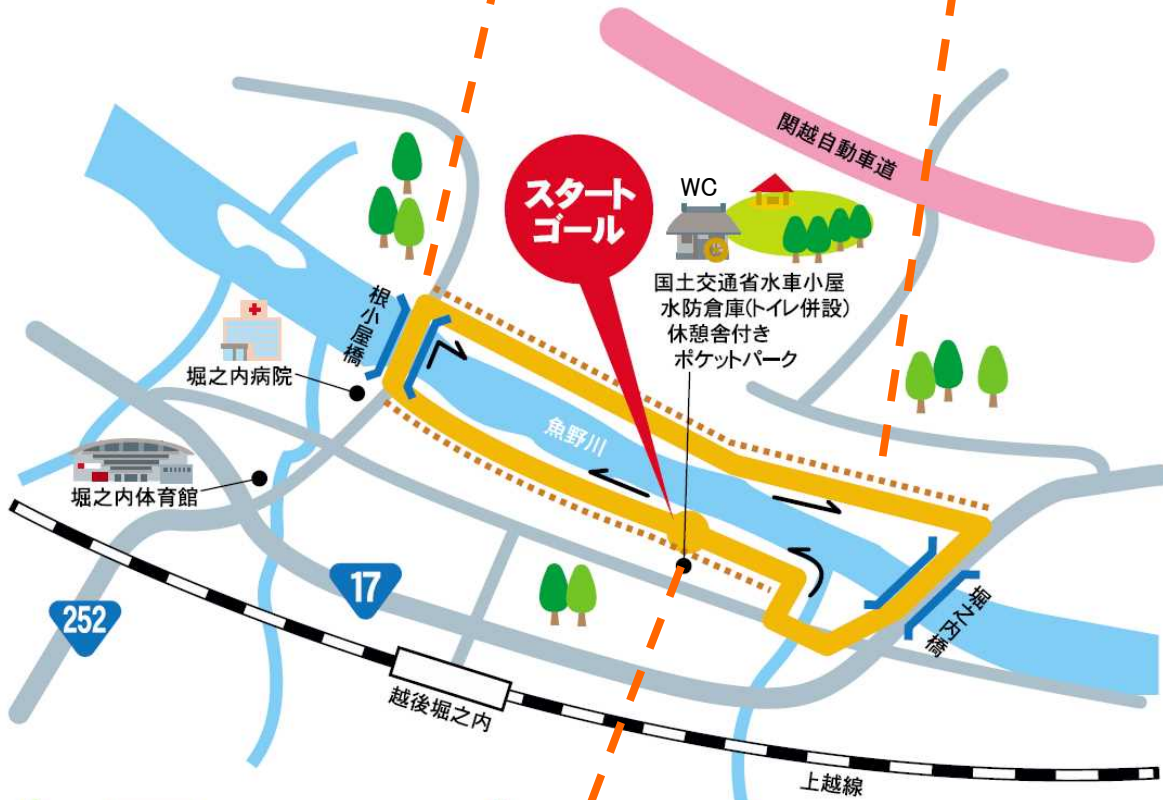 関越自動車道
スタート
ゴール
WC
国土交通省水車小屋
水防倉庫(トイレ併設)
休憩舎付き
ポケットパーク
根小屋橋
堀之内病院
魚野川
堀之内体育館
17
252
堀之内橋
越後堀之内
上越線